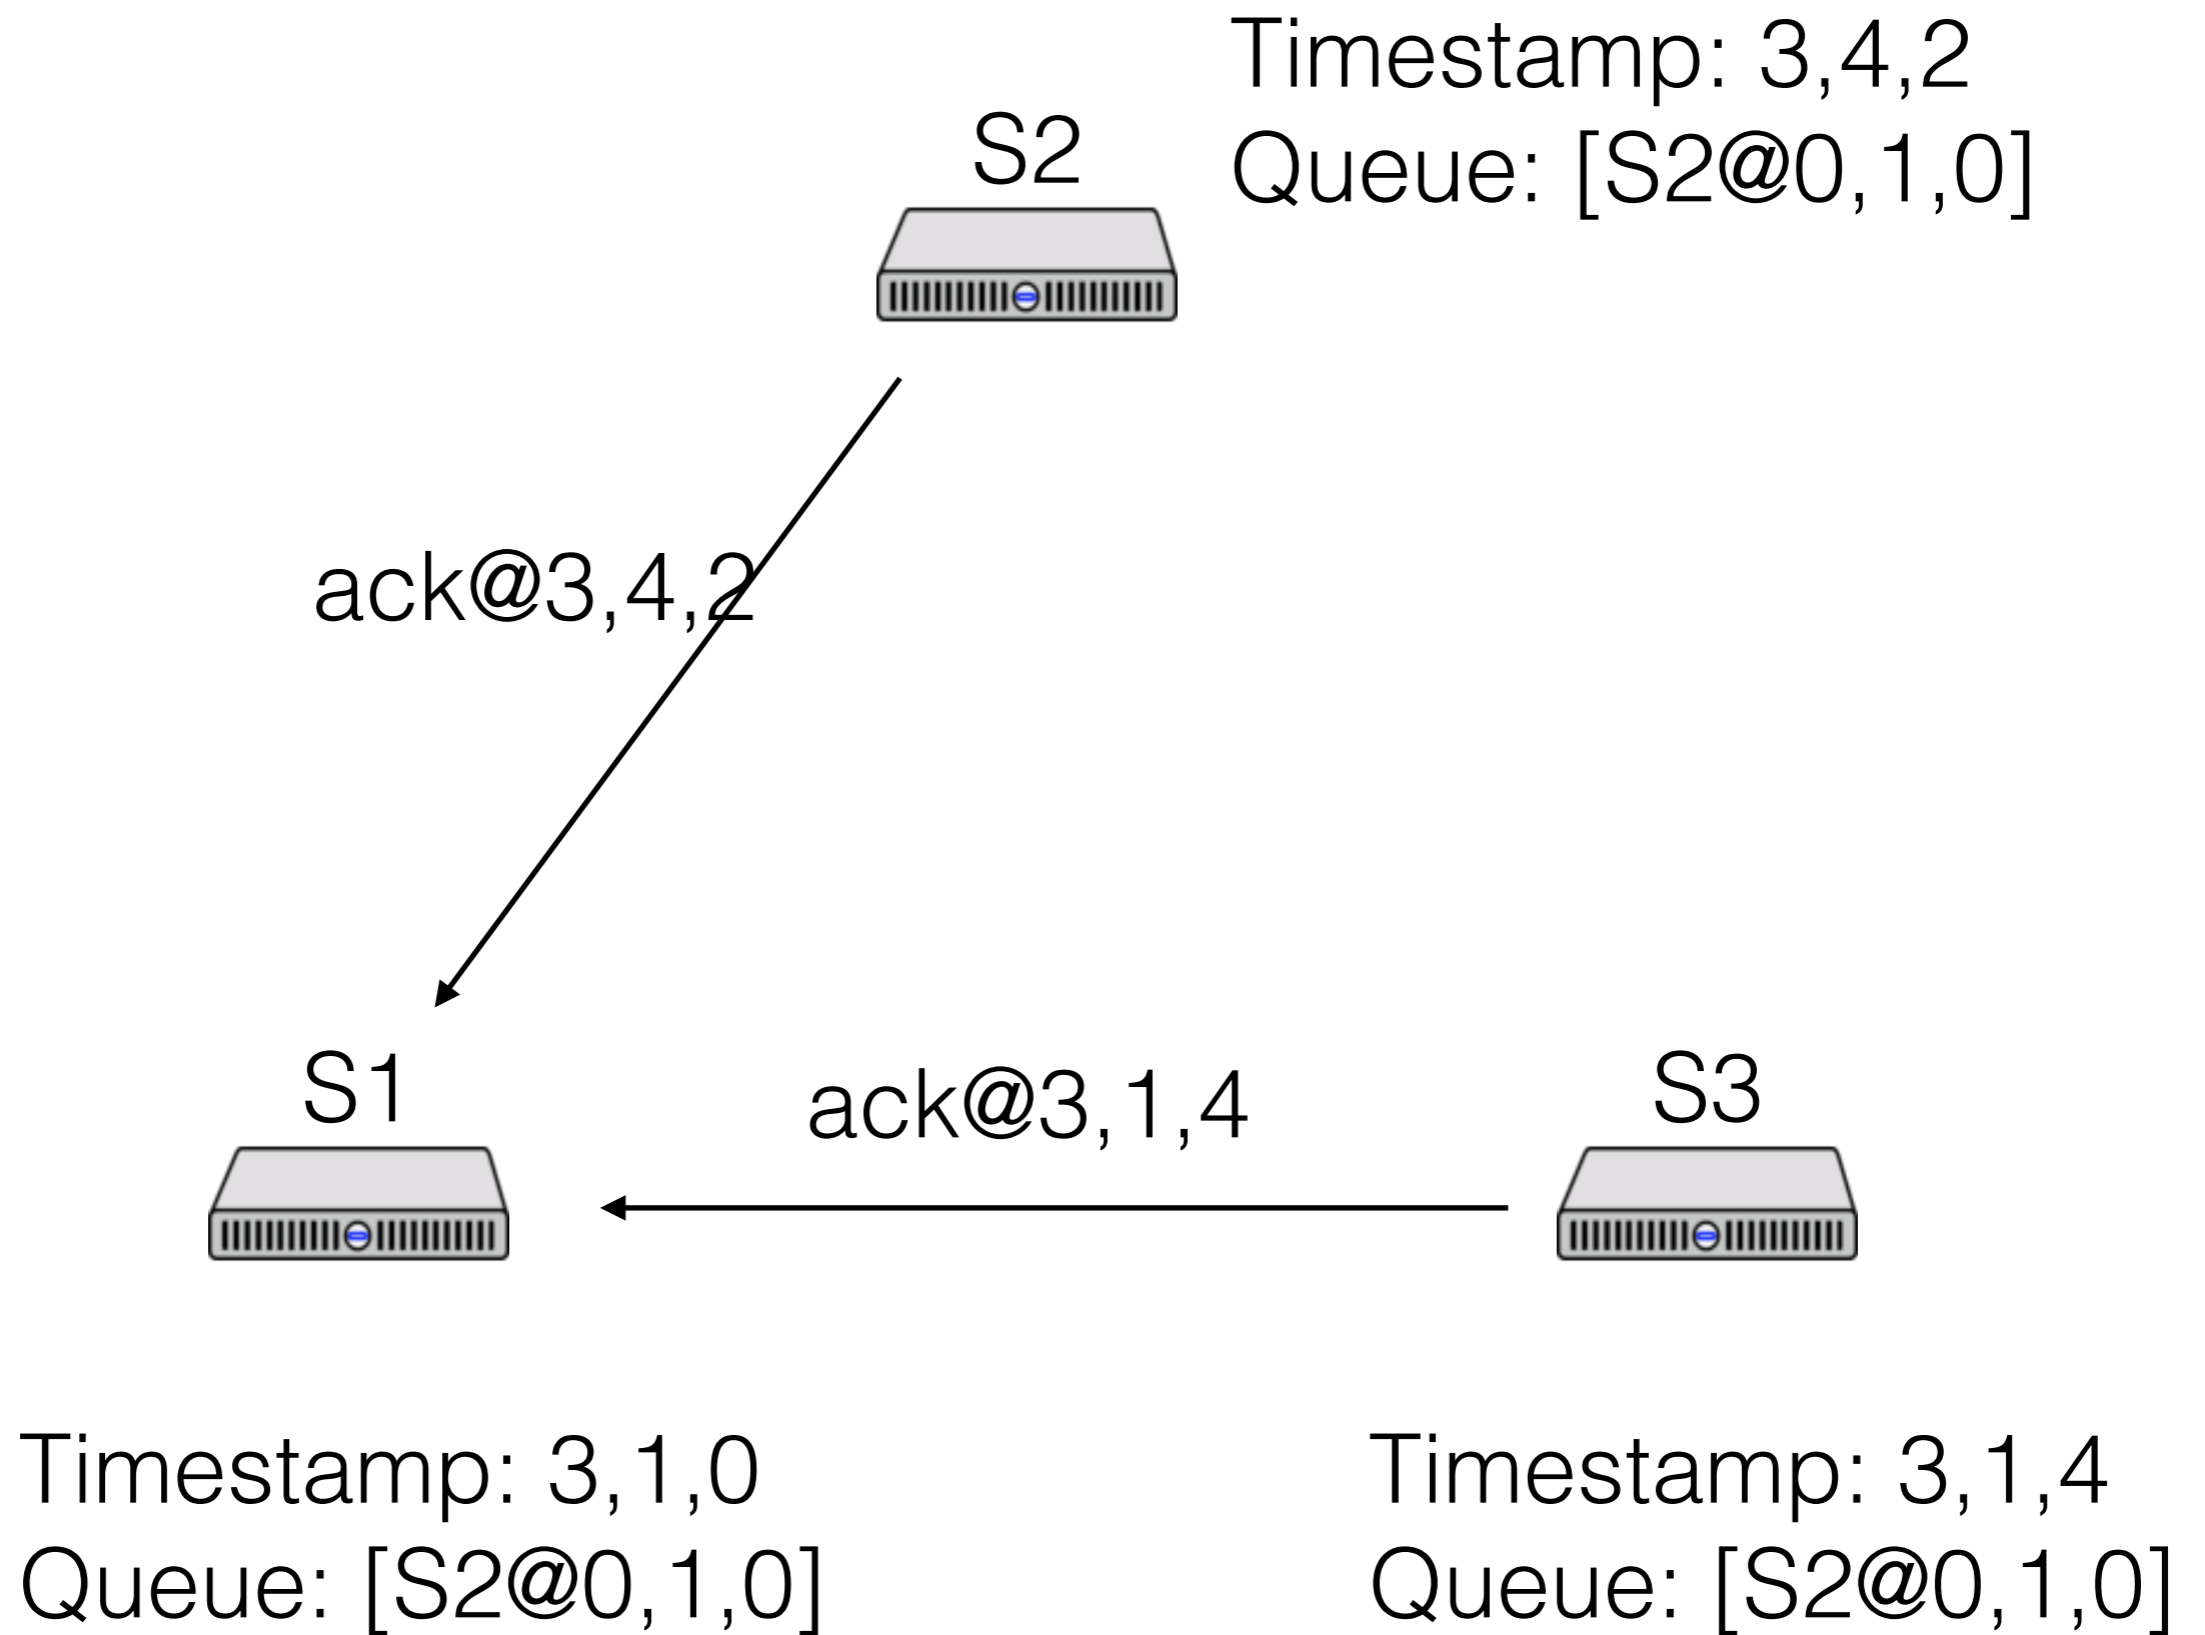 Timestamp: 3,4,2
Queue: [S2@0,1,0]
S2
ack@3,4,2
S1
ack@3,1,4
S3
Timestamp: 3,1,0
Queue: [S2@0,1,0]
Timestamp: 3,1,4
Queue: [S2@0,1,0]